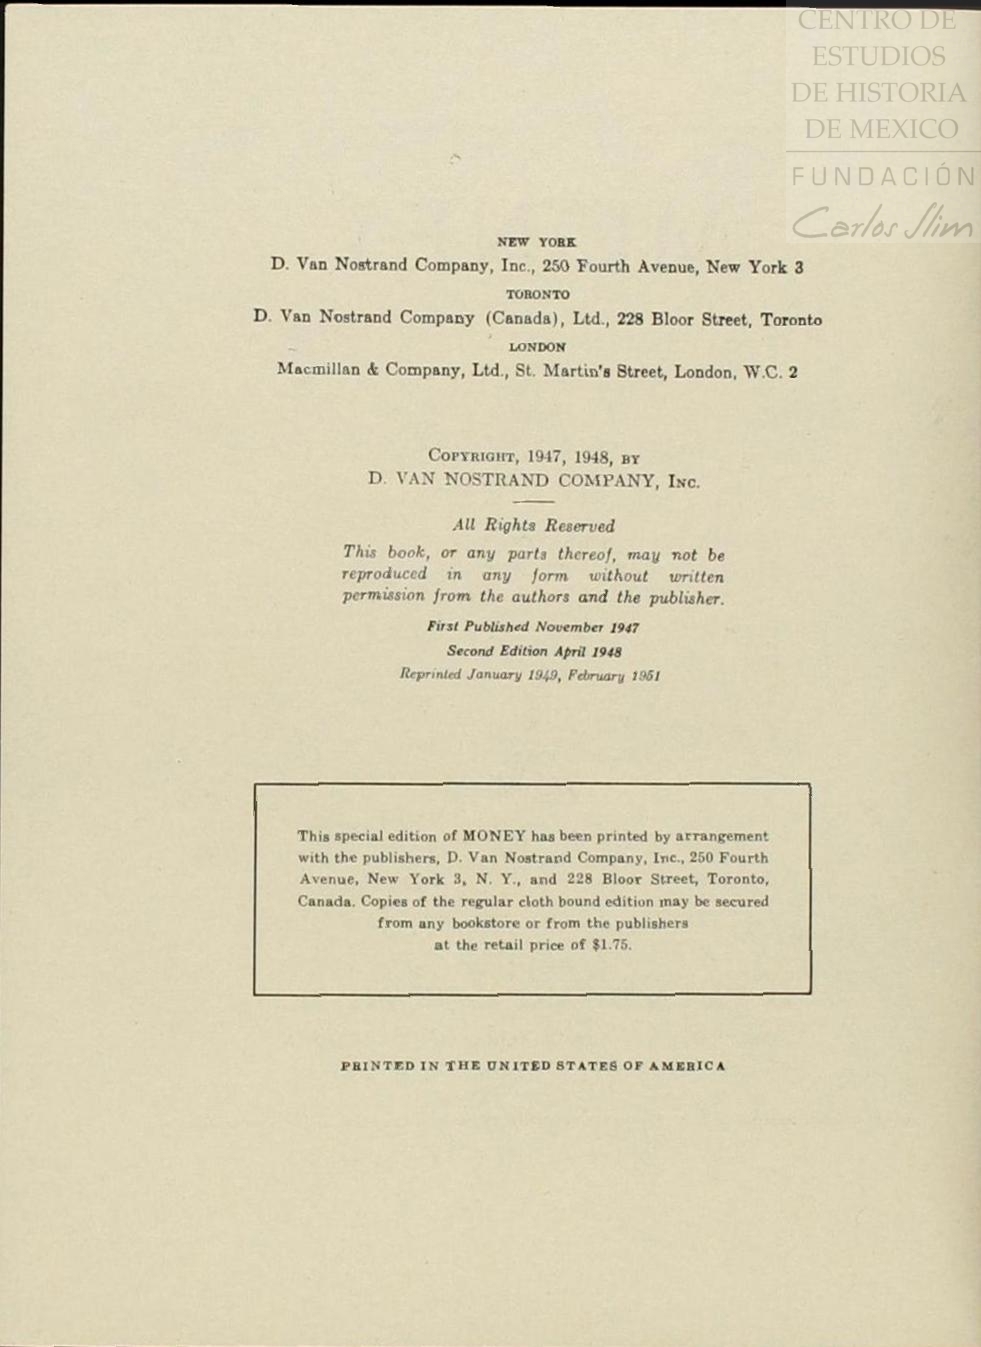 CENTRO DE
ESTUDIOS
DE HISTORIA
DE MEXICO
FUNDACIÓN
Carlos Slim
NEW YORK
D. Van Nostrand Company, Inc., 250 Fourth Avenue, New York 3
TORONTO
D. Van Nostrand Company (Canada), Ltd., 228 Bloor Street, Toronto
LONDON
Macmillan & Company, Ltd., St. Martin's Street, London, W.C. 2
COPYRIGHT, 1947, 1948, BY
D. VAN NOSTRAND COMPANY, INC.
All Rights Reserved
This book, or any parts thereof, may not be
reproduced in any form without written
permission from the authors and the publisher.
First Published November 1947
Second Edition April 1948
Reprinted January 1949, February 1951
This special edition of MONEY has been printed by arrangement
with the publishers, D. Van Nostrand Company, Inc., 250 Fourth
Avenue, New York 3, N. Y., and 228 Bloor Street, Toronto,
Canada. Copies of the regular cloth bound edition may be secured
from any bookstore or from the publishers
at the retail price of $1.75.
PRINTED IN THE UNITED STATES OF AMERICA